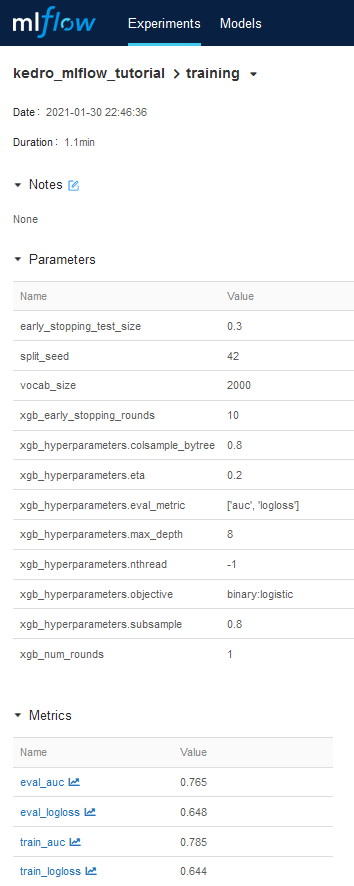 mlflow Experiments Models
kedro_mlflow_tutorial > training
Date : 2021-01-30 22:46:36
Duration : 1.1min
Notes
None
Parameters
Name Value
early_stopping_test_size 0.3
split_seed 42
vocab_size 2000
xgb_early_stopping_rounds 10
xgb_hyperparameters.colsample_bytree 0.8
xgb_hyperparameters.eta 0.2
xgb_hyperparameters.eval_metric ['auc', 'logloss']
xgb_hyperparameters.max_depth 8
xgb_hyperparameters.nthread -1
xgb_hyperparameters.objective binary:logistic
xgb_hyperparameters.subsample 0.8
xgb_num_rounds 1
Metrics
Name Value
eval_auc 0.765
eval_logloss 0.648
train_auc 0.785
train_logloss 0.644